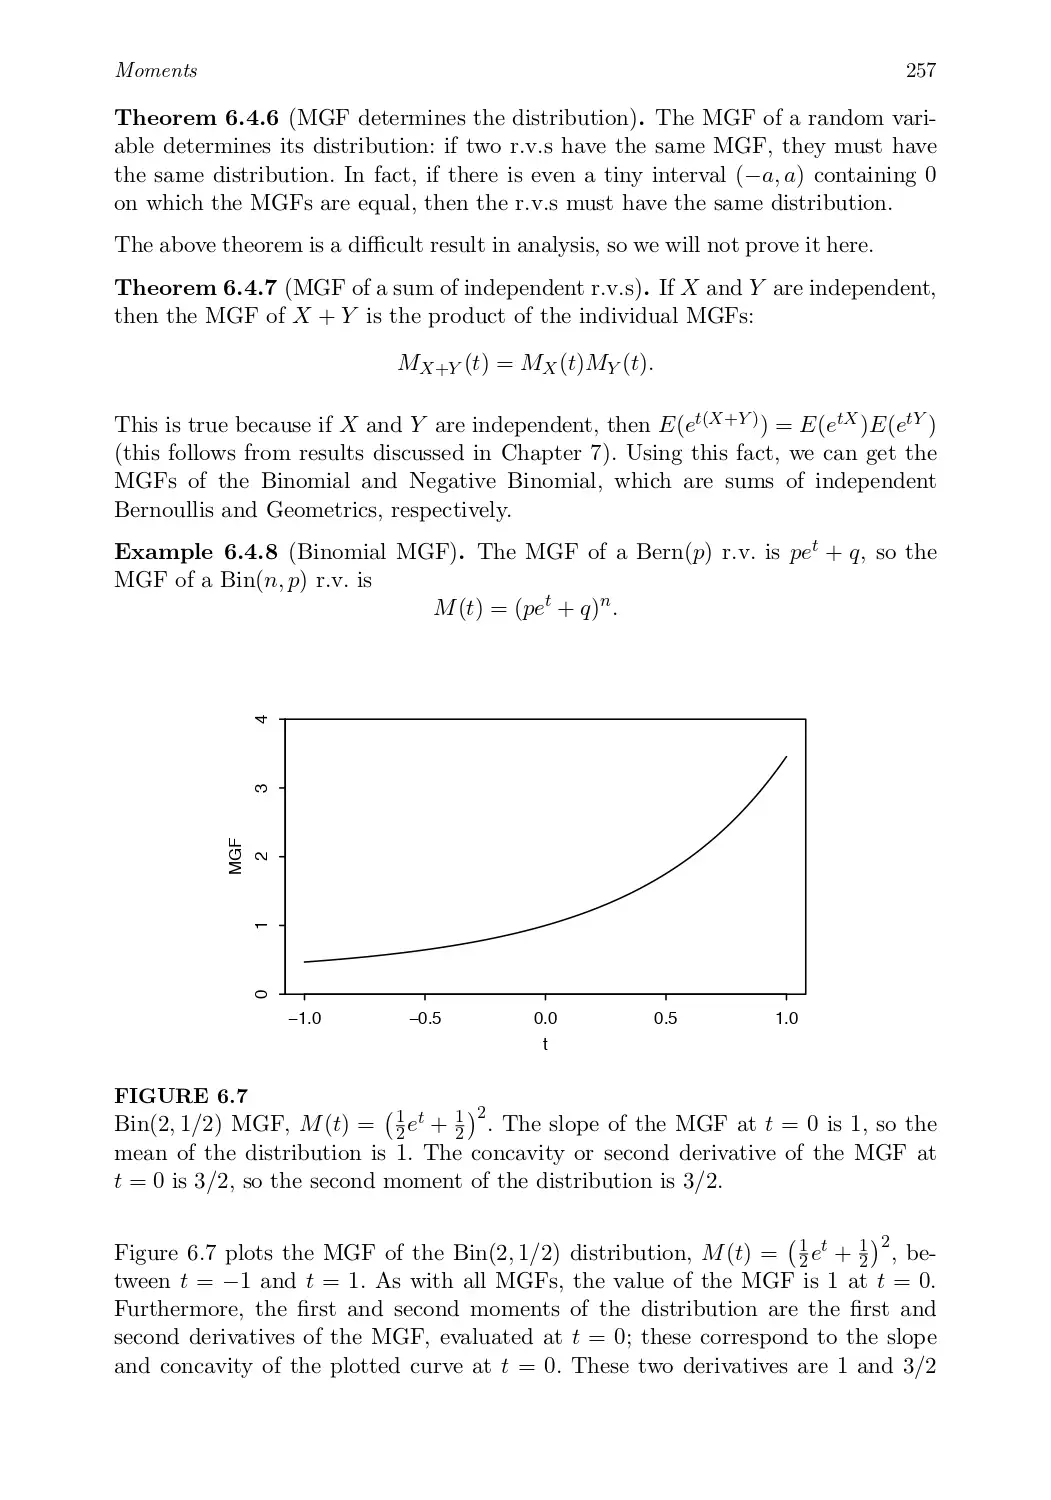 Moments 257
Theorem 6.4.6 (MGF determines the distribution). The MGF of a random vari-
able determines its distribution: if two r.v.s have the same MGF, they must have
the same distribution. In fact, if there is even a tiny interval (−a, a) containing 0
on which the MGFs are equal, then the r.v.s must have the same distribution.
The above theorem is a difficult result in analysis, so we will not prove it here.
Theorem 6.4.7 (MGF of a sum of independent r.v.s). If X and Y are independent,
then the MGF of X + Y is the product of the individual MGFs:
M_{X+Y}(t) = M_X(t)M_Y(t).
This is true because if X and Y are independent, then E(e^{t(X+Y)}) = E(e^{tX})E(e^{tY})
(this follows from results discussed in Chapter 7). Using this fact, we can get the
MGFs of the Binomial and Negative Binomial, which are sums of independent
Bernoullis and Geometrics, respectively.
Example 6.4.8 (Binomial MGF). The MGF of a Bern(p) r.v. is pe^t + q, so the
MGF of a Bin(n, p) r.v. is
M(t) = (pe^t + q)^n.
4
3
2
1
0
MGF
−1.0 −0.5 0.0 0.5 1.0
t
FIGURE 6.7
Bin(2, 1/2) MGF, M(t) = (1/2 e^t + 1/2)^2. The slope of the MGF at t = 0 is 1, so the
mean of the distribution is 1. The concavity or second derivative of the MGF at
t = 0 is 3/2, so the second moment of the distribution is 3/2.
Figure 6.7 plots the MGF of the Bin(2, 1/2) distribution, M(t) = (1/2 e^t + 1/2)^2, be-
tween t = −1 and t = 1. As with all MGFs, the value of the MGF is 1 at t = 0.
Furthermore, the first and second moments of the distribution are the first and
second derivatives of the MGF, evaluated at t = 0; these correspond to the slope
and concavity of the plotted curve at t = 0. These two derivatives are 1 and 3/2